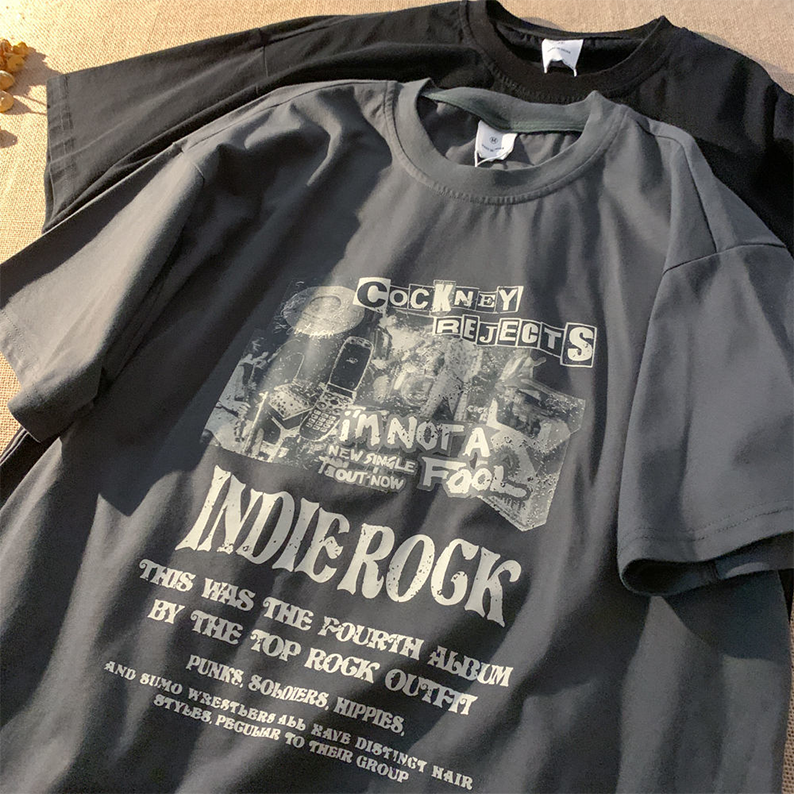 COCKNEY
REJECTS
I'M NOT A
FOOL
NEW SINGLE
OUT NOW
INDIE ROCK
THIS WAS THE FOURTH ALBUM
BY THE TOP ROCK OUTFIT
PUNKS, SOLDIERS, HIPPIES,
AND SUMO WRESTLERS ALL HAVE DISTINCT HAIR
STYLES, PECULIAR TO THEIR GROUP